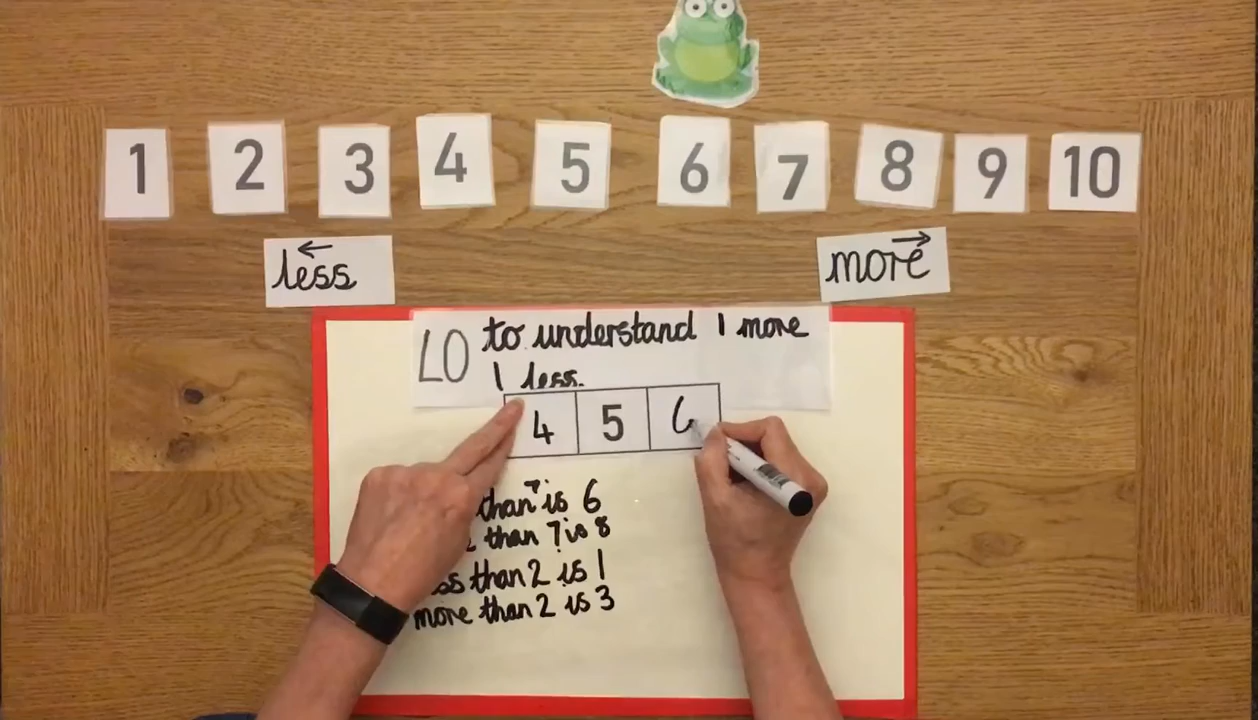 1 2 3 4 5 6 7 8 9 10
less
more
LO to understand 1 more
1 less.
4 5 6
than 7 is 6
than 7 is 8
than 2 is 1
more than 2 is 3